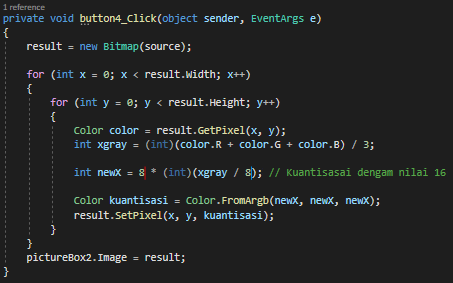 1 reference
private void button4_Click(object sender, EventArgs e)
{
result = new Bitmap(source);
for (int x = 0; x < result.Width; x++)
{
for (int y = 0; y < result.Height; y++)
{
Color color = result.GetPixel(x, y);
int xgray = (int)(color.R + color.G + color.B) / 3;
int newX = 8 * (int)(xgray / 8); // Kuantisasai dengam nilai 16
Color kuantisasi = Color.FromArgb(newX, newX, newX);
result.SetPixel(x, y, kuantisasi);
}
}
pictureBox2.Image = result;
}